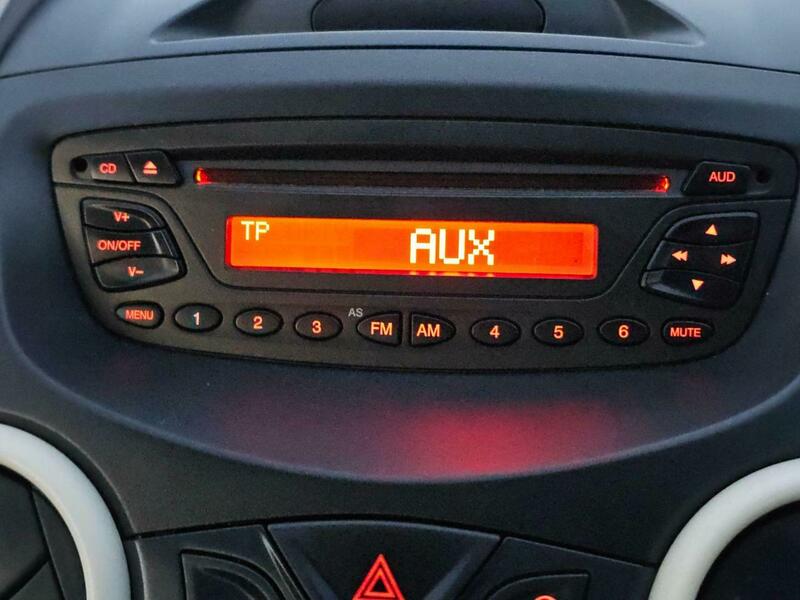 CD
AUD
V+
ON/OFF
V-
TP AUX
MENU 1 2 3 AS FM AM 4 5 6 MUTE